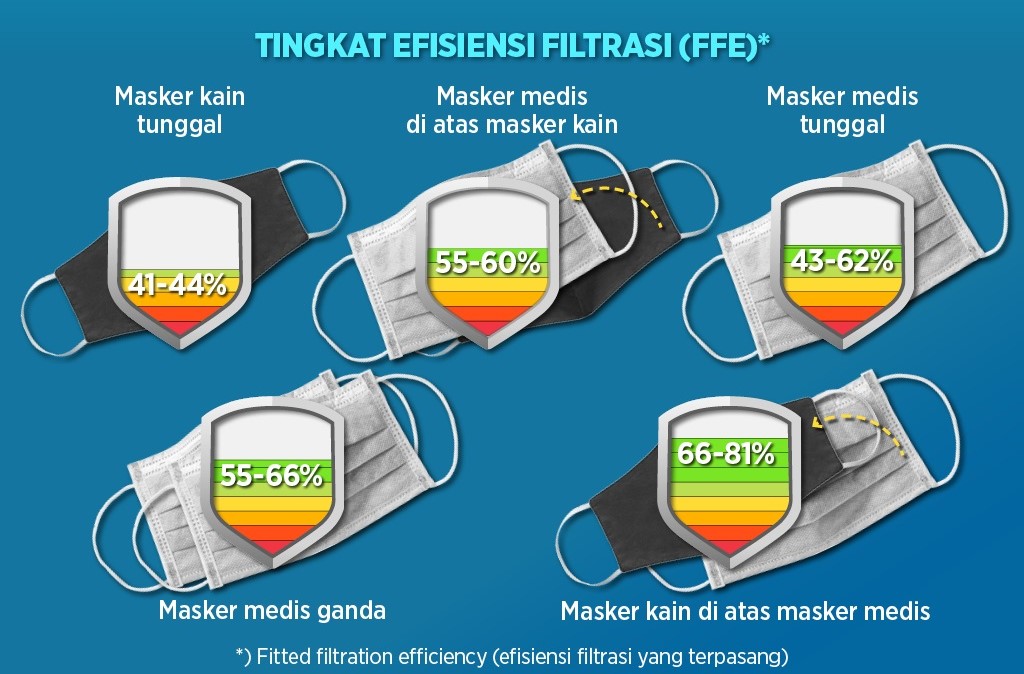 TINGKAT EFISIENSI FILTRASI (FFE)*
Masker kain
tunggal
41-44%
Masker medis
di atas masker kain
55-60%
Masker medis
tunggal
43-62%
55-66%
Masker medis ganda
66-81%
Masker kain di atas masker medis
*) Fitted filtration efficiency (efisiensi filtrasi yang terpasang)